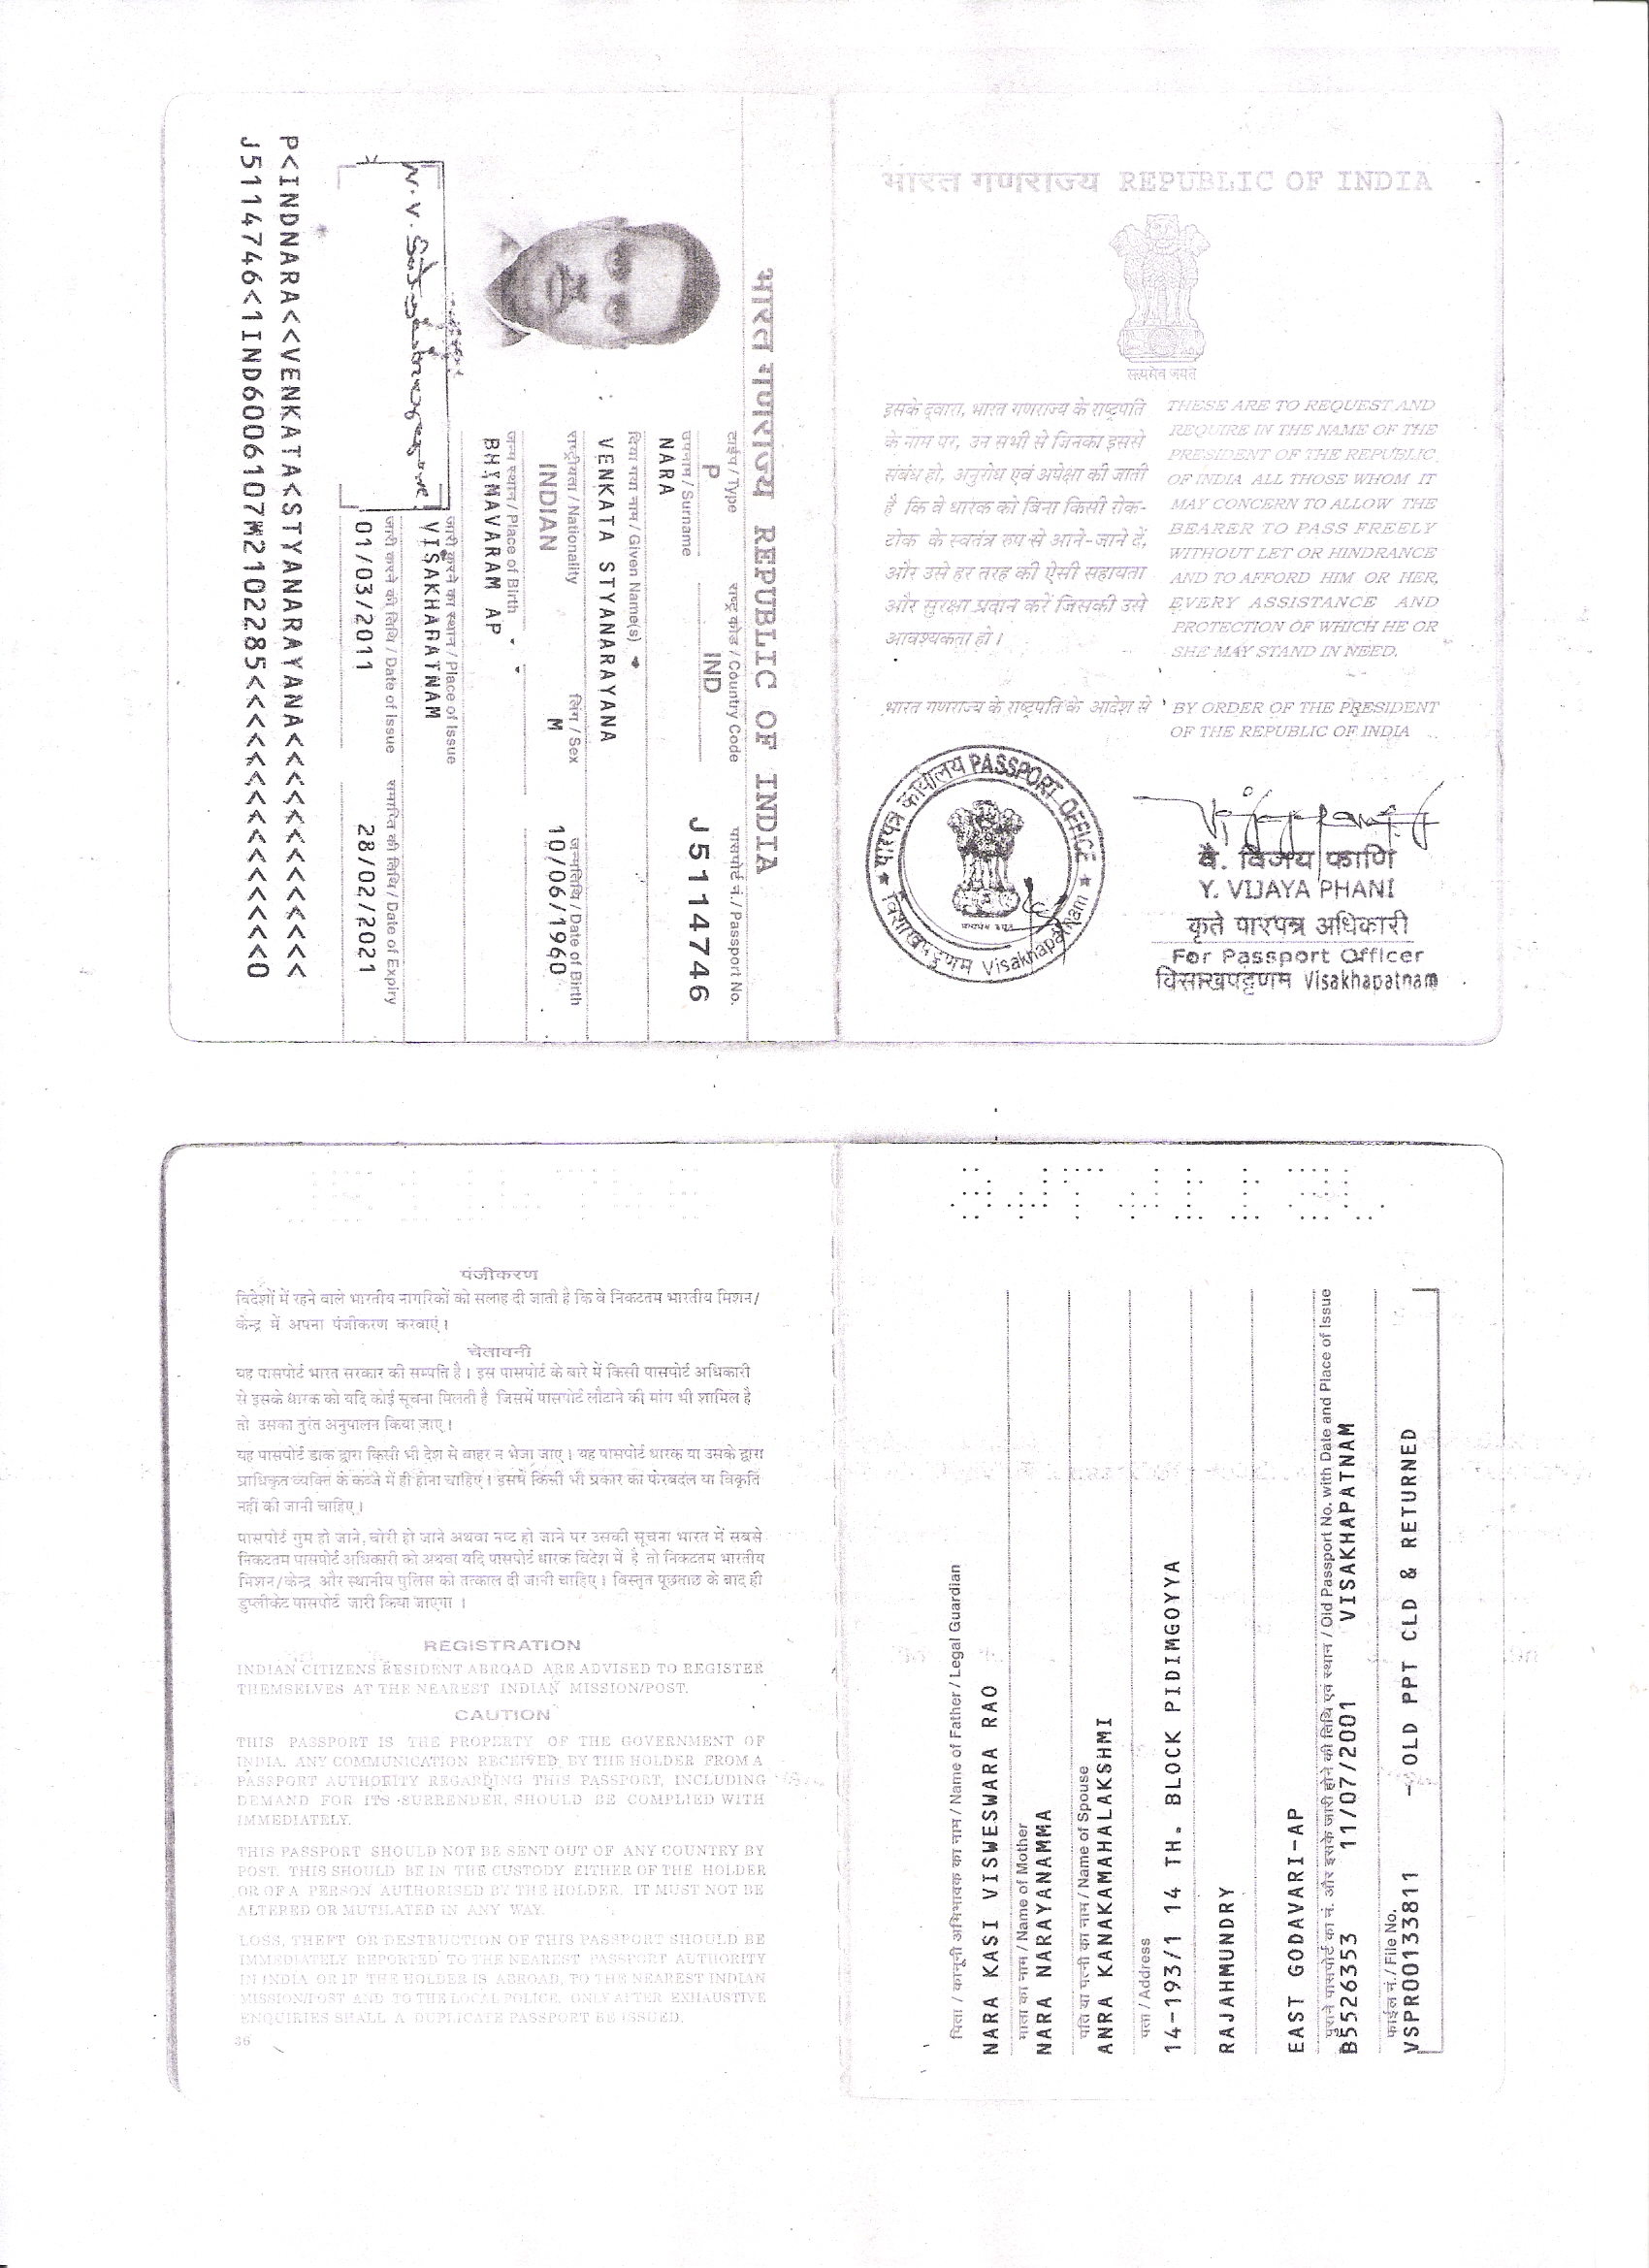 भारत गणराज्य REPUBLIC OF INDIA
टाईप / Type
P
राष्ट्र कोड / Country Code
IND
पासपोर्ट नं. / Passport No.
J5114746
उपनाम / Surname
NARA
दिया गया नाम / Given Name(s)
VENKATA STYANARAYANA
राष्ट्रीयता / Nationality
INDIAN
लिंग / Sex
M
जन्मतिथि / Date of Birth
10/06/1960
जन्म स्थान / Place of Birth
BHIMAVARAM AP
जारी करने का स्थान / Place of Issue
VISAKHAPATNAM
जारी करने की तिथि / Date of Issue
01/03/2011
समाप्ति की तिथि / Date of Expiry
28/02/2021
P<INDNARA<<VENKATA<STYANARAYANA<<<<<<<<<<<<<
J5114746<1IND6006107M2102285<<<<<<<<<<<<<<<0
भारत गणराज्य REPUBLIC OF INDIA
सत्यमेव जयते
इसके द्वारा, भारत गणराज्य के राष्ट्रपति
के नाम पर, उन सभी से जिनका इससे
संबंध हो, अनुरोध एवं अपेक्षा की जाती
है कि वे धारक को बिना किसी रोक-
टोक के स्वतंत्र रुप से आने-जाने दें,
और उसे हर तरह की ऐसी सहायता
और सुरक्षा प्रदान करें जिसकी उसे
आवश्यकता हो।
THESE ARE TO REQUEST AND
REQUIRE IN THE NAME OF THE
PRESIDENT OF THE REPUBLIC
OF INDIA ALL THOSE WHOM IT
MAY CONCERN TO ALLOW THE
BEARER TO PASS FREELY
WITHOUT LET OR HINDRANCE
AND TO AFFORD HIM OR HER,
EVERY ASSISTANCE AND
PROTECTION OF WHICH HE OR
SHE MAY STAND IN NEED.
भारत गणराज्य के राष्ट्रपति के आदेश से
BY ORDER OF THE PRESIDENT
OF THE REPUBLIC OF INDIA
पारपत्र कार्यालय PASSPORT OFFICE
विशाखपट्टणम Visakhapatnam
वै. विजय फाणि
Y. VIJAYA PHANI
कृते पारपत्र अधिकारी
For Passport Officer
विसाखपट्टणम Visakhapatnam
पंजीकरण
विदेशों में रहने वाले भारतीय नागरिकों को सलाह दी जाती है कि वे निकटतम भारतीय मिशन/
केन्द्र में अपना पंजीकरण करवाएं।
चेतावनी
यह पासपोर्ट भारत सरकार की सम्पत्ति है। इस पासपोर्ट के बारे में किसी पासपोर्ट अधिकारी
से इसके धारक को यदि कोई सूचना मिलती है जिसमें पासपोर्ट लौटाने की मांग भी शामिल है
तो उसका तुरंत अनुपालन किया जाए।
यह पासपोर्ट डाक द्वारा किसी भी देश से बाहर न भेजा जाए। यह पासपोर्ट धारक या उसके द्वारा
प्राधिकृत व्यक्ति के कब्जे में ही होना चाहिए। इसमें किसी भी प्रकार का फेरबदल या विकृति
नहीं की जानी चाहिए।
पासपोर्ट गुम हो जाने, चोरी हो जाने अथवा नष्ट हो जाने पर उसकी सूचना भारत में सबसे
निकटतम पासपोर्ट अधिकारी को अथवा यदि पासपोर्ट धारक विदेश में है तो निकटतम भारतीय
मिशन/केन्द्र और स्थानीय पुलिस को तत्काल दी जानी चाहिए। विस्तृत पूछताछ के बाद ही
डुप्लीकेट पासपोर्ट जारी किया जाएगा।
REGISTRATION
INDIAN CITIZENS RESIDENT ABROAD ARE ADVISED TO REGISTER
THEMSELVES AT THE NEAREST INDIAN MISSION/POST.
CAUTION
THIS PASSPORT IS THE PROPERTY OF THE GOVERNMENT OF
INDIA. ANY COMMUNICATION RECEIVED BY THE HOLDER FROM A
PASSPORT AUTHORITY REGARDING THIS PASSPORT, INCLUDING
DEMAND FOR ITS SURRENDER, SHOULD BE COMPLIED WITH
IMMEDIATELY.
THIS PASSPORT SHOULD NOT BE SENT OUT OF ANY COUNTRY BY
POST. THIS SHOULD BE IN THE CUSTODY EITHER OF THE HOLDER
OR OF A PERSON AUTHORISED BY THE HOLDER. IT MUST NOT BE
ALTERED OR MUTILATED IN ANY WAY.
LOSS, THEFT OR DESTRUCTION OF THIS PASSPORT SHOULD BE
IMMEDIATELY REPORTED TO THE NEAREST PASSPORT AUTHORITY
IN INDIA OR IF THE HOLDER IS ABROAD, TO THE NEAREST INDIAN
MISSION/POST AND TO THE LOCAL POLICE. ONLY AFTER EXHAUSTIVE
ENQUIRIES SHALL A DUPLICATE PASSPORT BE ISSUED.
36
पिता / कानूनी अभिभावक का नाम / Name of Father / Legal Guardian
NARA KASI VISWESWARA RAO
माता का नाम / Name of Mother
NARA NARAYANAMMA
पति या पत्नी का नाम / Name of Spouse
ANRA KANAKAMAHALAKSHMI
पता / Address
14-193/1 14 TH. BLOCK PIDIMGOYYA
RAJAHMUNDRY
EAST GODAVARI-AP
पुराने पासपोर्ट का नं. और इसके जारी होने की तिथि एवं स्थान / Old Passport No. with Date and Place of Issue
B5526353 11/07/2001 VISAKHAPATNAM
फाईल नं. / File No.
VSPR00133811 -OLD PPT CLD & RETURNED